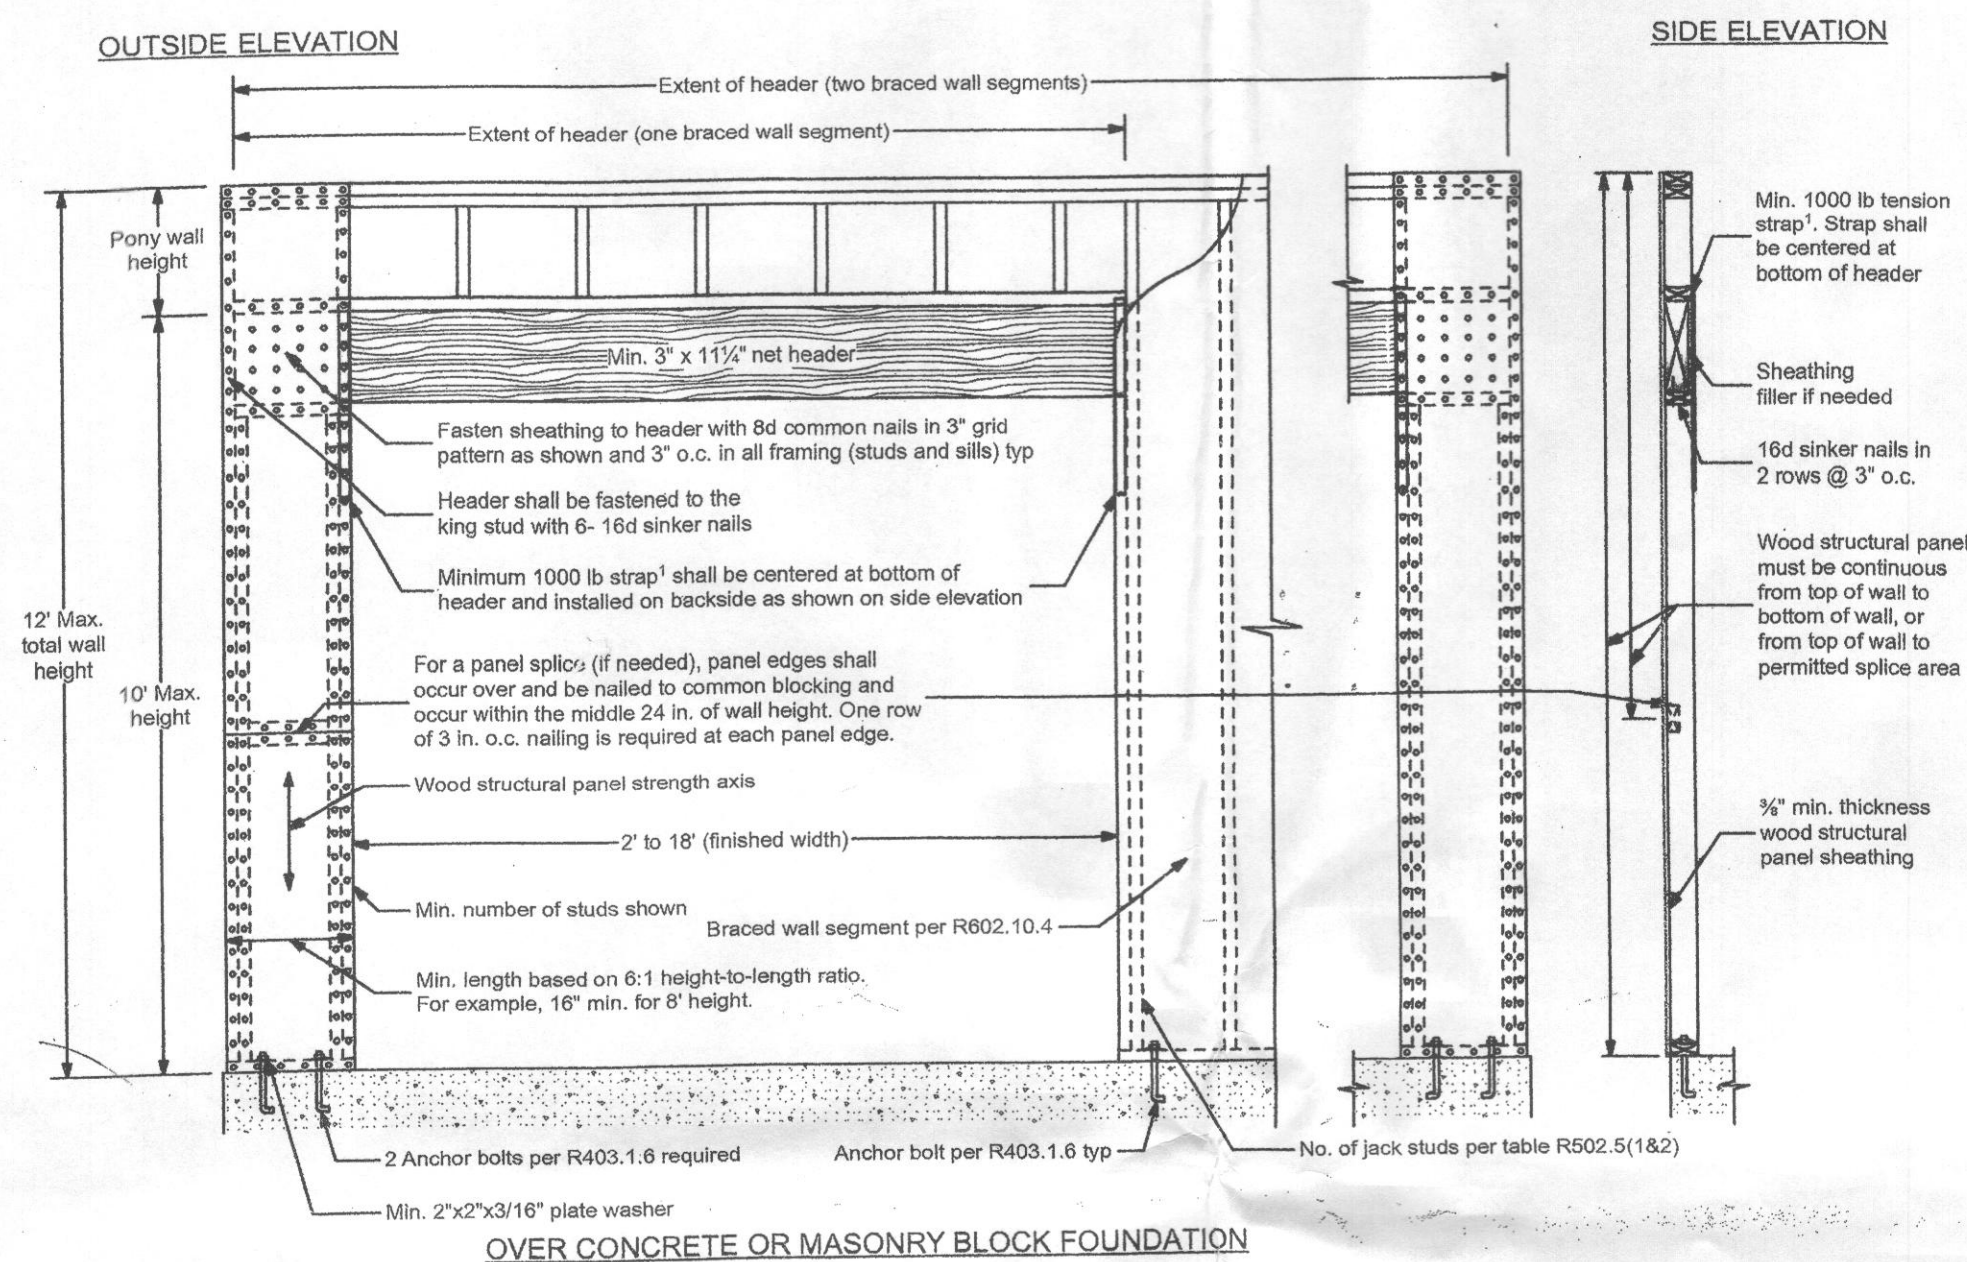 OUTSIDE ELEVATION
SIDE ELEVATION
Extent of header (two braced wall segments)
Extent of header (one braced wall segment)
Pony wall
height
Min. 3" x 11¼" net header
Min. 1000 lb tension
strap¹. Strap shall
be centered at
bottom of header
Sheathing
filler if needed
Fasten sheathing to header with 8d common nails in 3" grid
pattern as shown and 3" o.c. in all framing (studs and sills) typ
16d sinker nails in
2 rows @ 3" o.c.
Header shall be fastened to the
king stud with 6- 16d sinker nails
Minimum 1000 lb strap¹ shall be centered at bottom of
header and installed on backside as shown on side elevation
Wood structural panel
must be continuous
from top of wall to
bottom of wall, or
from top of wall to
permitted splice area
12' Max.
total wall
height
10' Max.
height
For a panel splice (if needed), panel edges shall
occur over and be nailed to common blocking and
occur within the middle 24 in. of wall height. One row
of 3 in. o.c. nailing is required at each panel edge.
Wood structural panel strength axis
2' to 18' (finished width)
⅜" min. thickness
wood structural
panel sheathing
Min. number of studs shown
Braced wall segment per R602.10.4
Min. length based on 6:1 height-to-length ratio.
For example, 16" min. for 8' height.
2 Anchor bolts per R403.1.6 required
Anchor bolt per R403.1.6 typ
No. of jack studs per table R502.5(1&2)
Min. 2"x2"x3/16" plate washer
OVER CONCRETE OR MASONRY BLOCK FOUNDATION